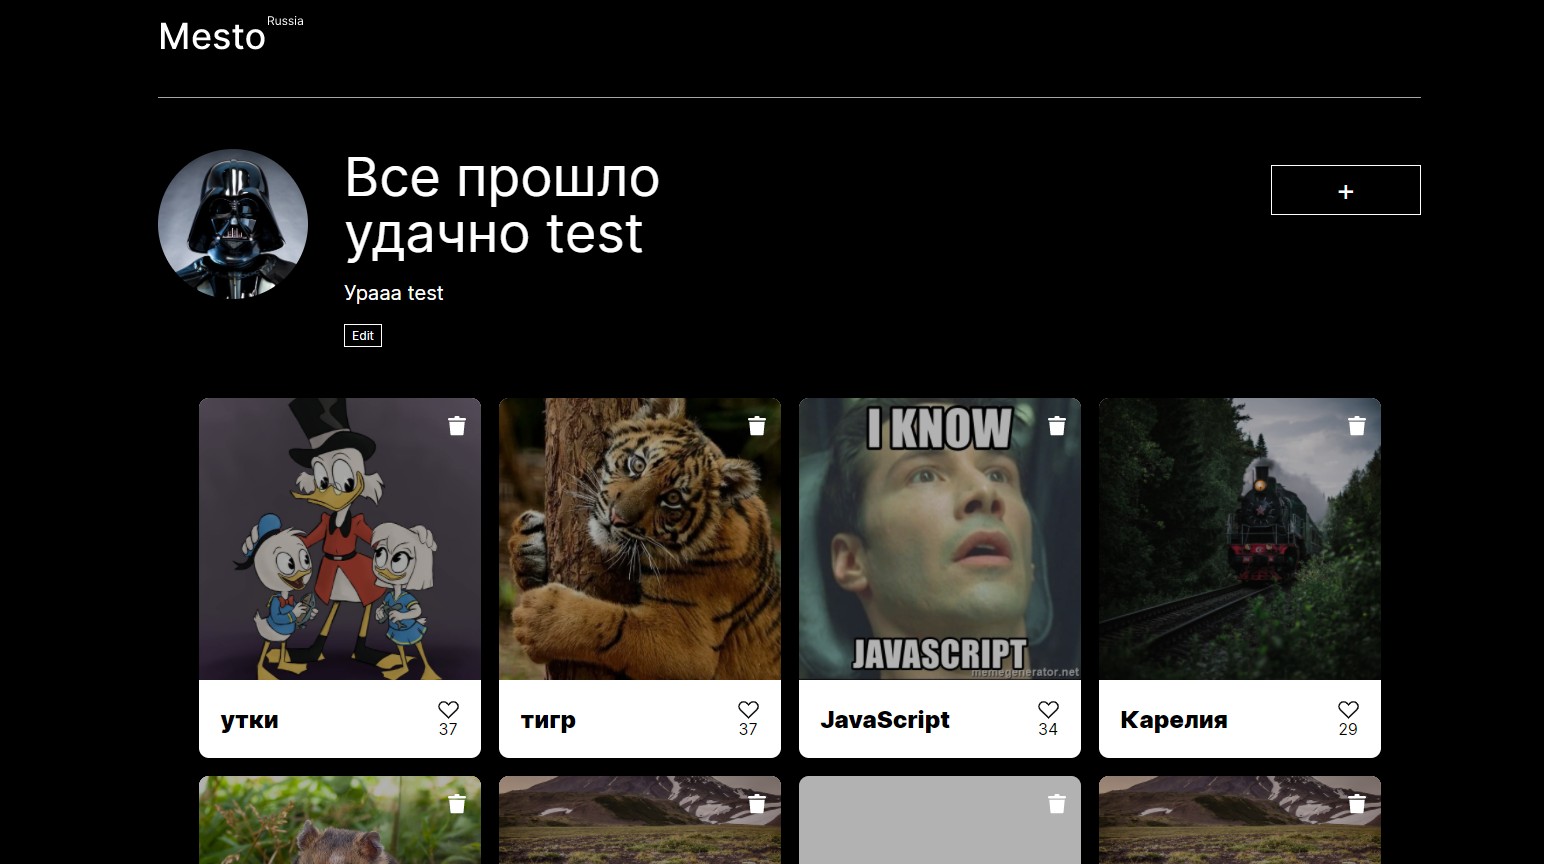 Mesto Russia
Все прошло
удачно test
+
Урааа test
Edit
I KNOW
JAVASCRIPT
memegenerator.net
утки
37
тигр
37
JavaScript
34
Карелия
29